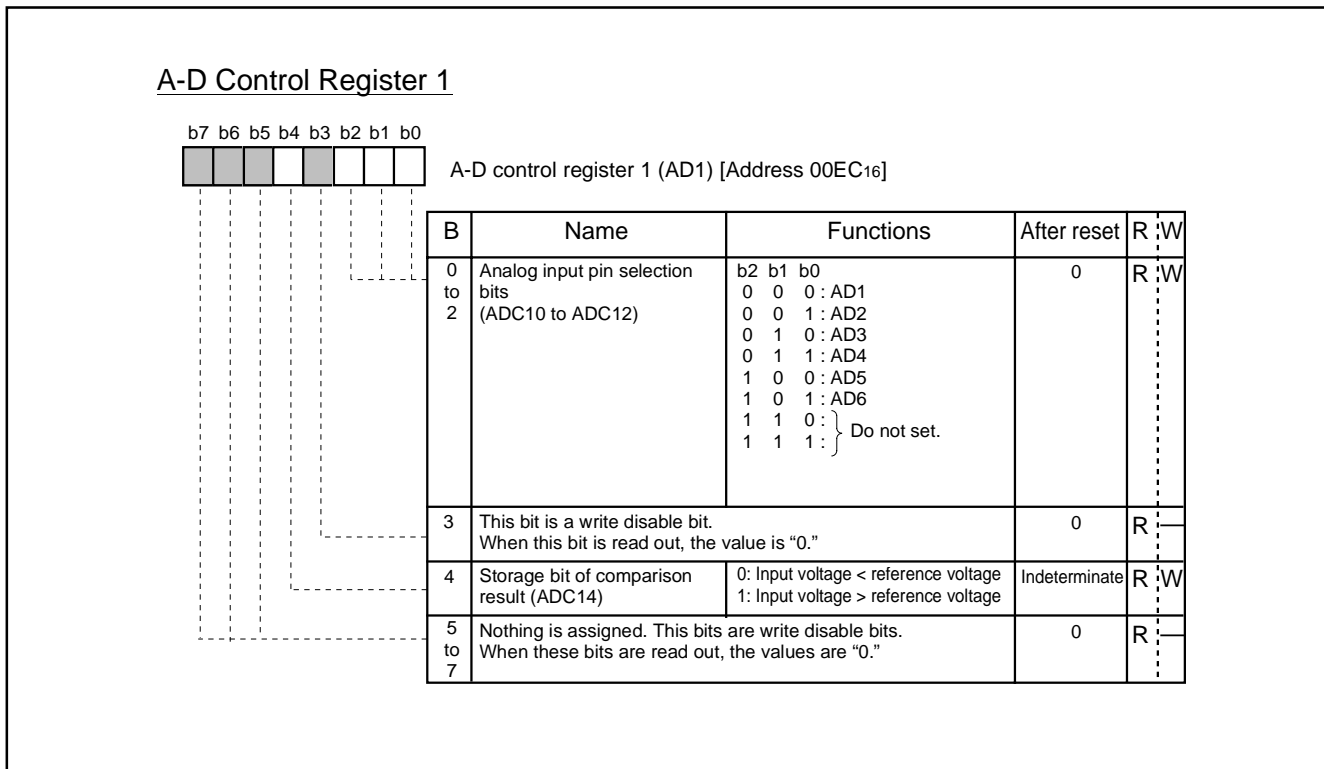 A-D Control Register 1
b7 b6 b5 b4 b3 b2 b1 b0
A-D control register 1 (AD1) [Address 00EC16]
B Name Functions After reset R W
0 to 2 Analog input pin selection bits (ADC10 to ADC12) b2 b1 b0 0 R W
0 0 0 : AD1
0 0 1 : AD2
0 1 0 : AD3
0 1 1 : AD4
1 0 0 : AD5
1 0 1 : AD6
1 1 0 :
1 1 1 : Do not set.
3 This bit is a write disable bit. 0 R —
When this bit is read out, the value is “0.”
4 Storage bit of comparison result (ADC14) 0: Input voltage < reference voltage Indeterminate R W
1: Input voltage > reference voltage
5 to 7 Nothing is assigned. This bits are write disable bits. 0 R —
When these bits are read out, the values are “0.”